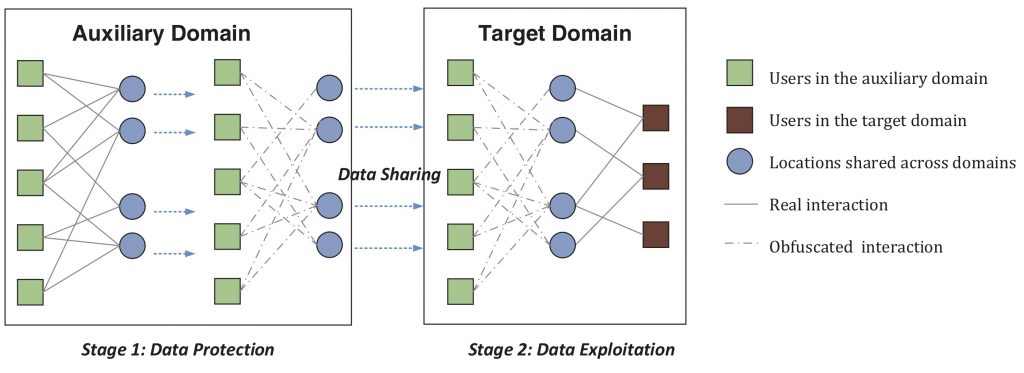 Auxiliary Domain
Target Domain
Data Sharing
Users in the auxiliary domain
Users in the target domain
Locations shared across domains
Real interaction
Obfuscated interaction
Stage 1: Data Protection
Stage 2: Data Exploitation